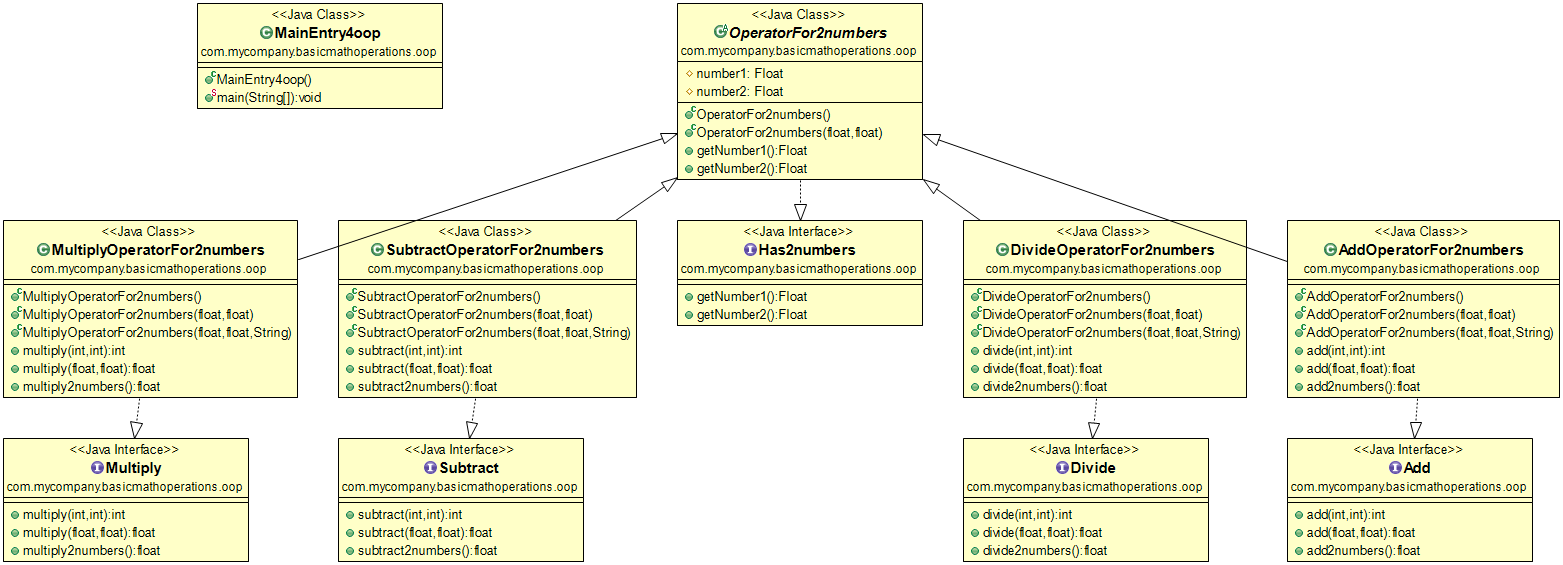 <<Java Class>>
MainEntry4oop
com.mycompany.basicmathoperations.oop
MainEntry4oop()
main(String[]):void
<<Java Class>>
OperatorFor2numbers
com.mycompany.basicmathoperations.oop
number1: Float
number2: Float
OperatorFor2numbers()
OperatorFor2numbers(float,float)
getNumber1():Float
getNumber2():Float
<<Java Class>>
MultiplyOperatorFor2numbers
com.mycompany.basicmathoperations.oop
MultiplyOperatorFor2numbers()
MultiplyOperatorFor2numbers(float,float)
MultiplyOperatorFor2numbers(float,float,String)
multiply(int,int):int
multiply(float,float):float
multiply2numbers():float
<<Java Class>>
SubtractOperatorFor2numbers
com.mycompany.basicmathoperations.oop
SubtractOperatorFor2numbers()
SubtractOperatorFor2numbers(float,float)
SubtractOperatorFor2numbers(float,float,String)
subtract(int,int):int
subtract(float,float):float
subtract2numbers():float
<<Java Interface>>
Has2numbers
com.mycompany.basicmathoperations.oop
getNumber1():Float
getNumber2():Float
<<Java Class>>
DivideOperatorFor2numbers
com.mycompany.basicmathoperations.oop
DivideOperatorFor2numbers()
DivideOperatorFor2numbers(float,float)
DivideOperatorFor2numbers(float,float,String)
divide(int,int):int
divide(float,float):float
divide2numbers():float
<<Java Class>>
AddOperatorFor2numbers
com.mycompany.basicmathoperations.oop
AddOperatorFor2numbers()
AddOperatorFor2numbers(float,float)
AddOperatorFor2numbers(float,float,String)
add(int,int):int
add(float,float):float
add2numbers():float
<<Java Interface>>
Multiply
com.mycompany.basicmathoperations.oop
multiply(int,int):int
multiply(float,float):float
multiply2numbers():float
<<Java Interface>>
Subtract
com.mycompany.basicmathoperations.oop
subtract(int,int):int
subtract(float,float):float
subtract2numbers():float
<<Java Interface>>
Divide
com.mycompany.basicmathoperations.oop
divide(int,int):int
divide(float,float):float
divide2numbers():float
<<Java Interface>>
Add
com.mycompany.basicmathoperations.oop
add(int,int):int
add(float,float):float
add2numbers():float